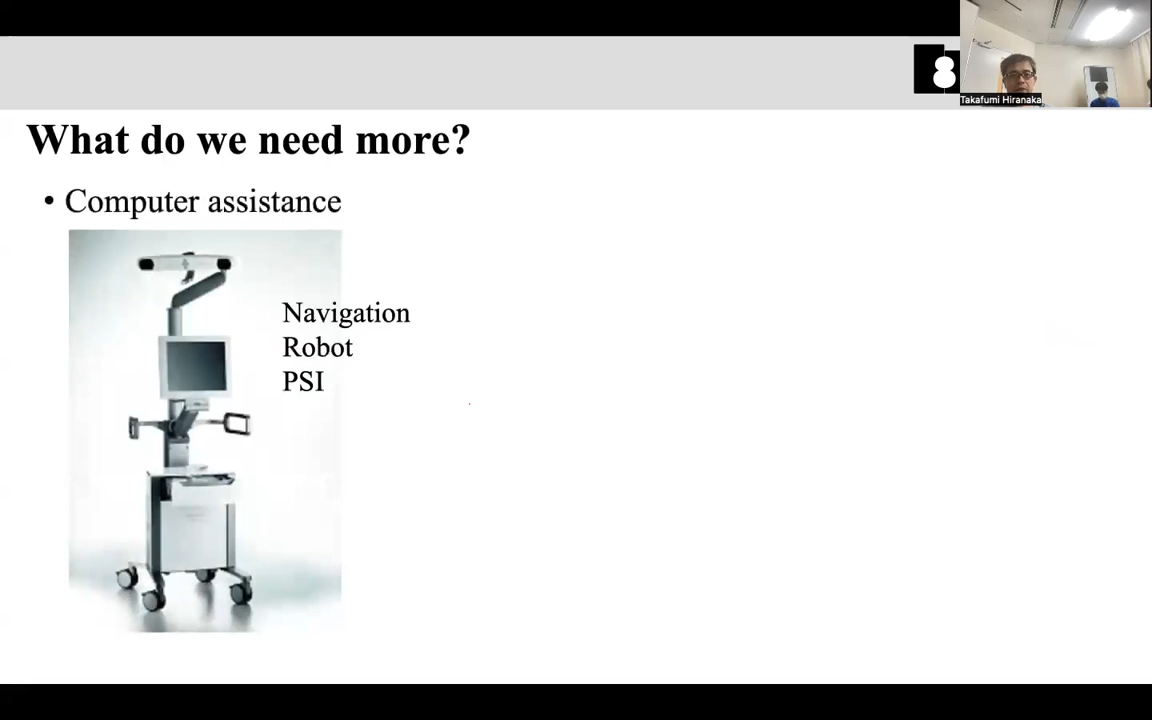 Takafumi Hiranaka
What do we need more?
• Computer assistance
Navigation
Robot
PSI